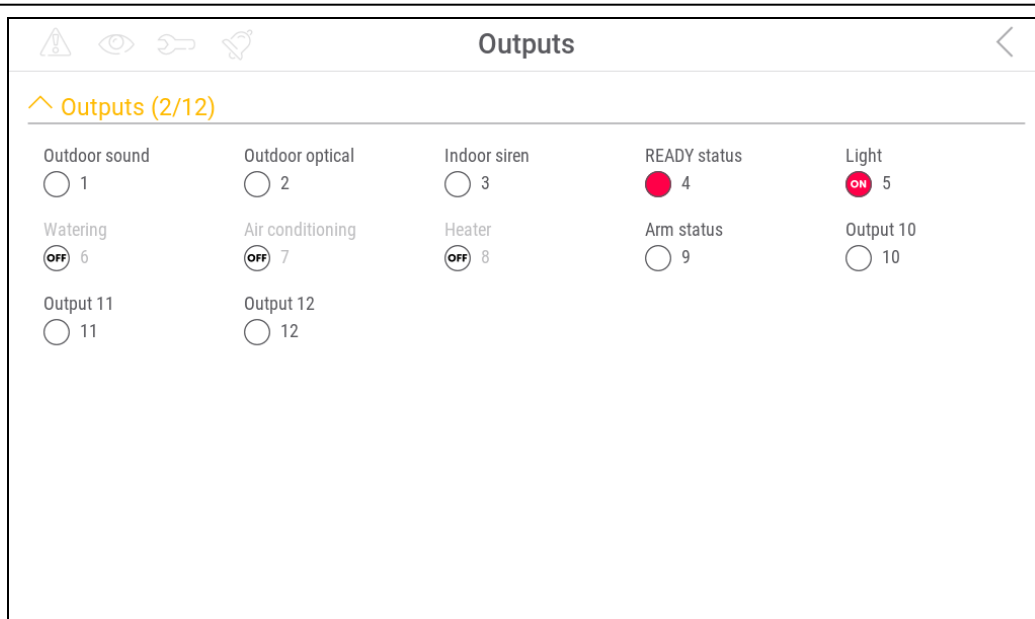 Outputs
Outputs (2/12)
Outdoor sound Outdoor optical Indoor siren READY status Light
1 2 3 4 ON 5
Watering Air conditioning Heater Arm status Output 10
OFF 6 OFF 7 OFF 8 9 10
Output 11 Output 12
11 12